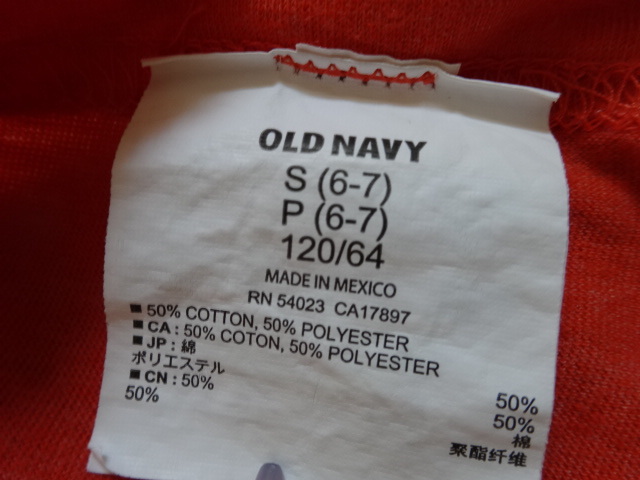 OLD NAVY
S (6-7)
P (6-7)
120/64
MADE IN MEXICO
RN 54023 CA17897
■ 50% COTTON, 50% POLYESTER
■ CA : 50% COTON, 50% POLYESTER
■ JP : 綿 50%
ポリエステル 50%
■ CN : 50% 棉
50% 聚酯纤维